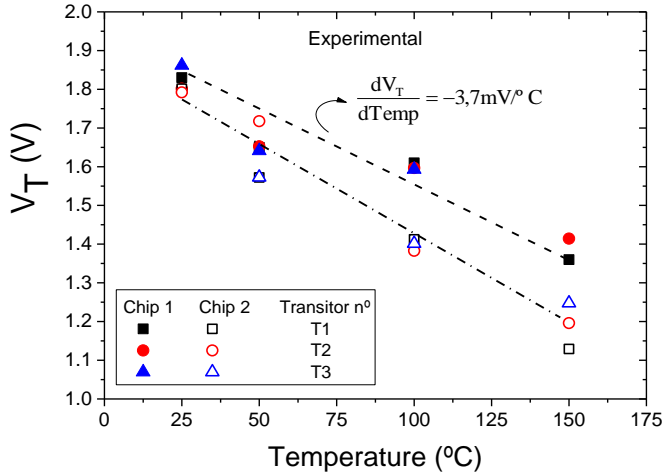 2.0
1.9
1.8
1.7
1.6
1.5
1.4
1.3
1.2
1.1
1.0
V_T (V)
Experimental
dV_T
dTemp
= −3,7mV/º C
Chip 1 Chip 2 Transitor nº
T1
T2
T3
0 25 50 75 100 125 150 175
Temperature (ºC)